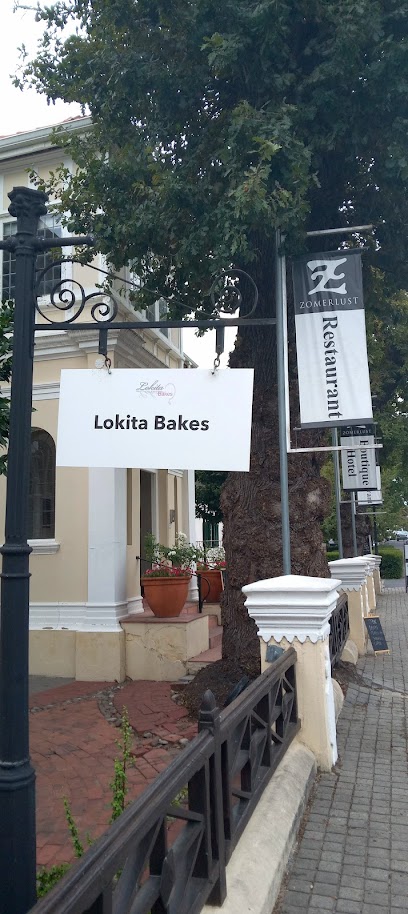 Lokita
Bakes
Lokita Bakes
ZOMERLUST
Restaurant
ZOMERLUST
Boutique
Hotel